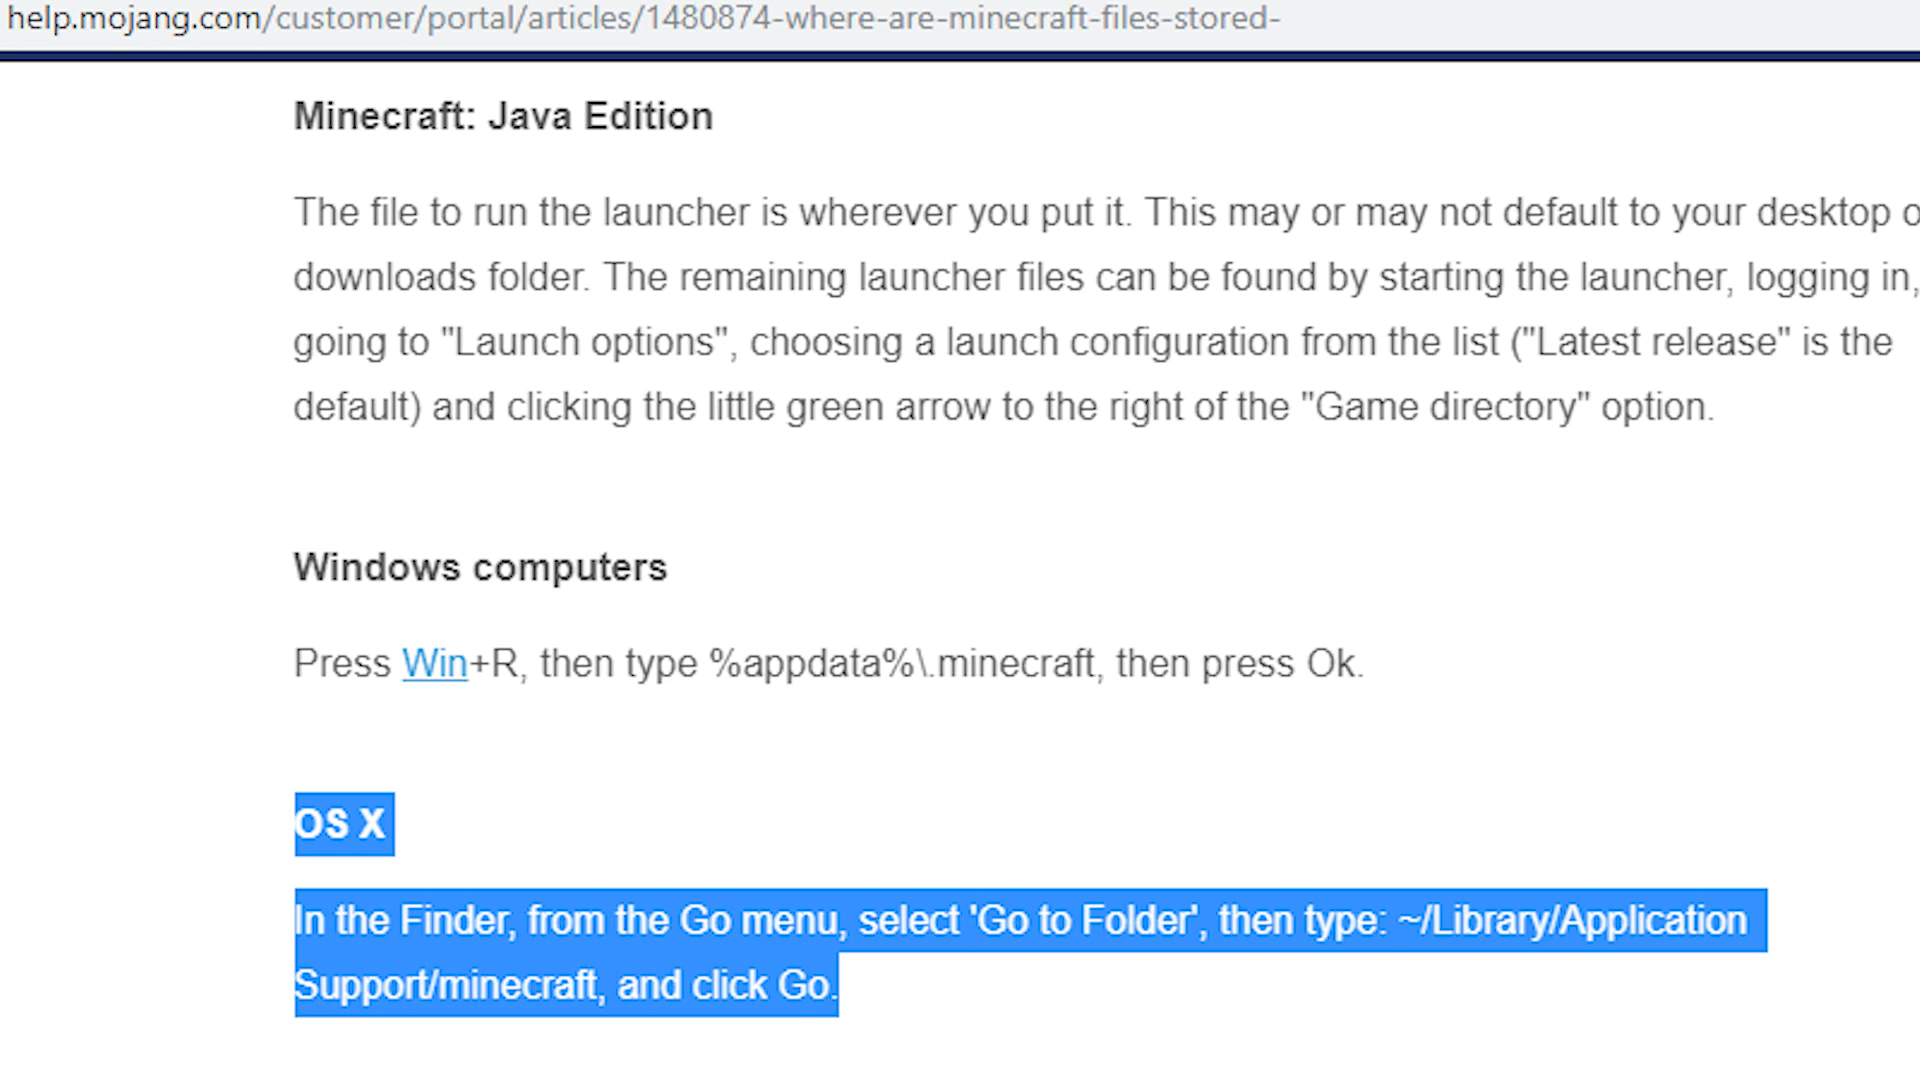 help.mojang.com/customer/portal/articles/1480874-where-are-minecraft-files-stored-
Minecraft: Java Edition
The file to run the launcher is wherever you put it. This may or may not default to your desktop o
downloads folder. The remaining launcher files can be found by starting the launcher, logging in,
going to "Launch options", choosing a launch configuration from the list ("Latest release" is the
default) and clicking the little green arrow to the right of the "Game directory" option.
Windows computers
Press Win+R, then type %appdata%\.minecraft, then press Ok.
OS X
In the Finder, from the Go menu, select 'Go to Folder', then type: ~/Library/Application
Support/minecraft, and click Go.